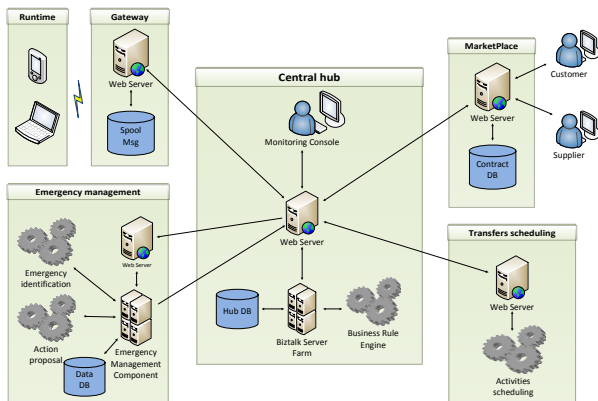 Runtime
Gateway
Web Server
Spool
Msg
Central hub
Monitoring Console
Web Server
Hub DB
Biztalk Server
Farm
Business Rule
Engine
MarketPlace
Customer
Web Server
Supplier
Contract
DB
Emergency management
Web Server
Emergency
identification
Action
proposal
Emergency
Management
Component
Data
DB
Transfers scheduling
Web Server
Activities
scheduling